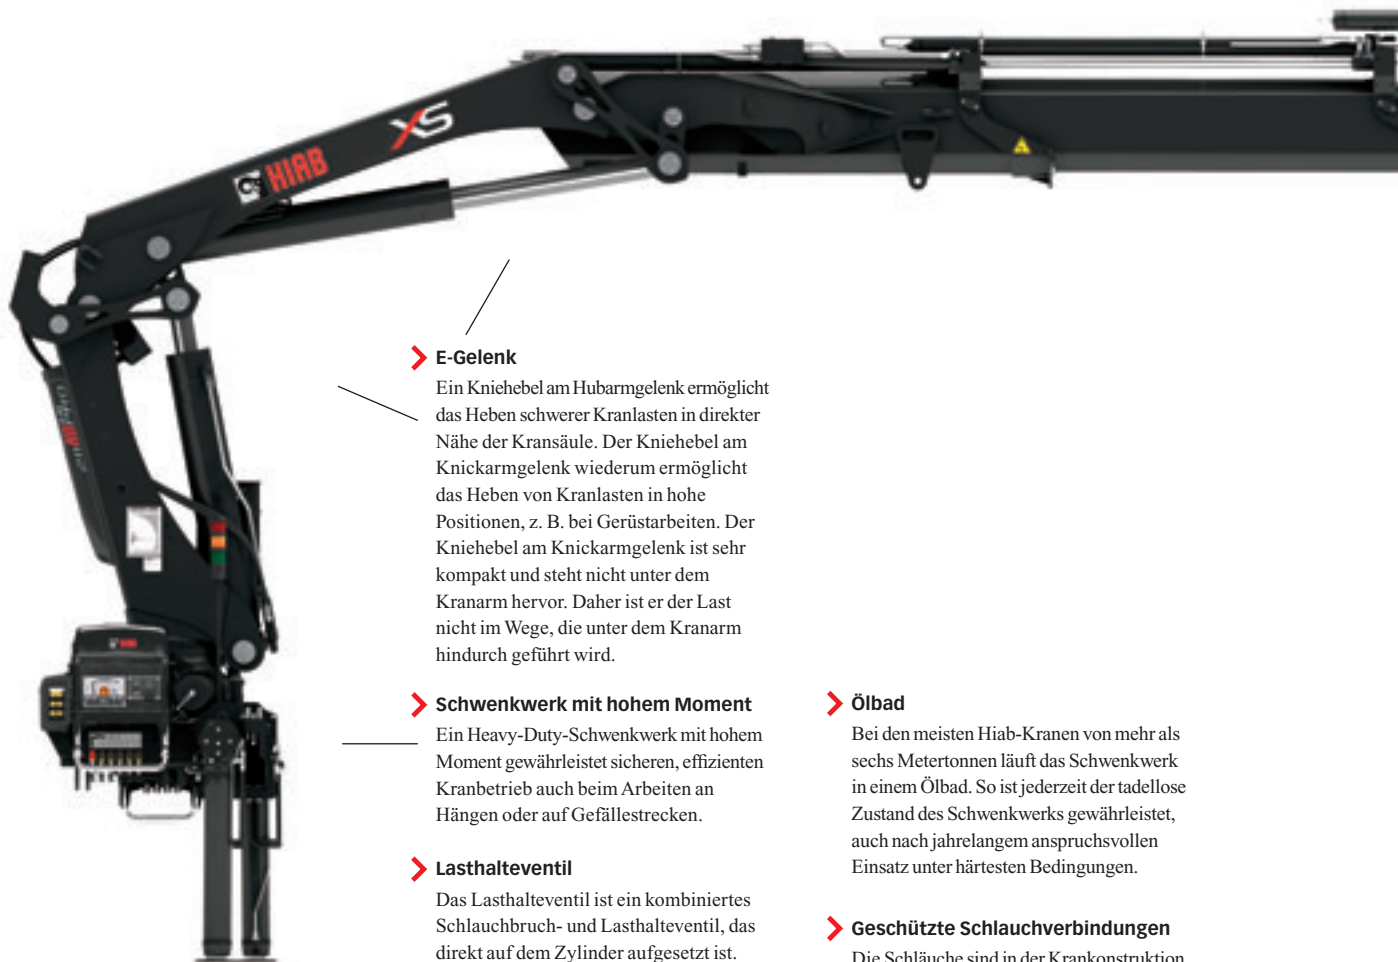 HIAB
XS
E-Gelenk
Ein Kniehebel am Hubarmgelenk ermöglicht
das Heben schwerer Kranlasten in direkter
Nähe der Kransäule. Der Kniehebel am
Knickarmgelenk wiederum ermöglicht
das Heben von Kranlasten in hohe
Positionen, z. B. bei Gerüstarbeiten. Der
Kniehebel am Knickarmgelenk ist sehr
kompakt und steht nicht unter dem
Kranarm hervor. Daher ist er der Last
nicht im Wege, die unter dem Kranarm
hindurch geführt wird.
Schwenkwerk mit hohem Moment
Ein Heavy-Duty-Schwenkwerk mit hohem
Moment gewährleistet sicheren, effizienten
Kranbetrieb auch beim Arbeiten an
Hängen oder auf Gefällestrecken.
Lasthalteventil
Das Lasthalteventil ist ein kombiniertes
Schlauchbruch- und Lasthalteventil, das
direkt auf dem Zylinder aufgesetzt ist.
Ölbad
Bei den meisten Hiab-Kranen von mehr als
sechs Metertonnen läuft das Schwenkwerk
in einem Ölbad. So ist jederzeit der tadellose
Zustand des Schwenkwerks gewährleistet,
auch nach jahrelangem anspruchsvollen
Einsatz unter härtesten Bedingungen.
Geschützte Schlauchverbindungen
Die Schläuche sind in der Krankonstruktion